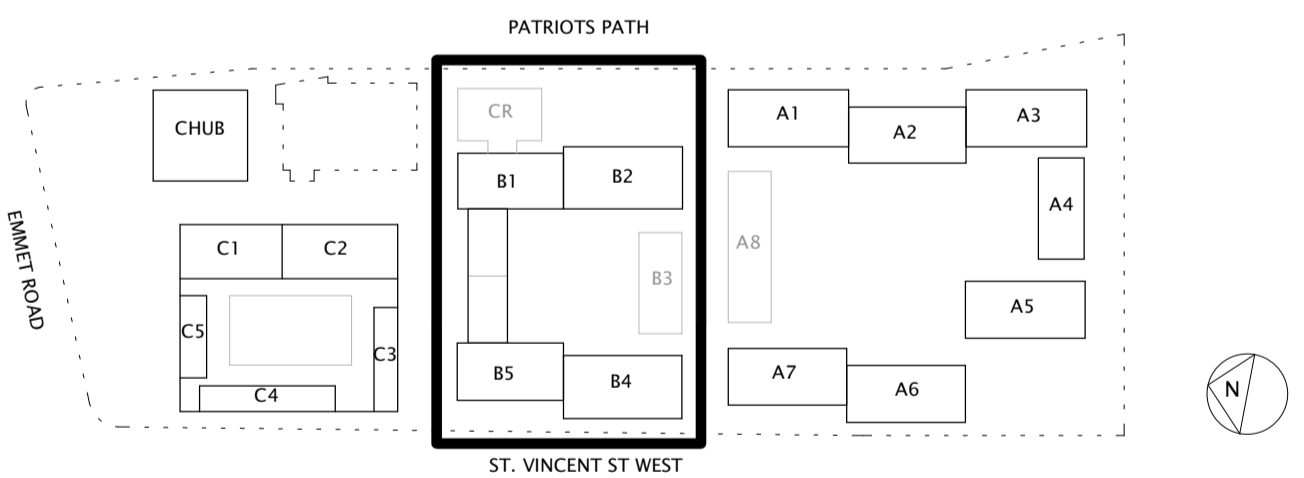 PATRIOTS PATH
CHUB
CR
A1
A2
A3
B1
B2
A4
EMMET ROAD
C1
C2
A8
B3
A5
C5
C3
B5
B4
A7
A6
C4
N
ST. VINCENT ST WEST